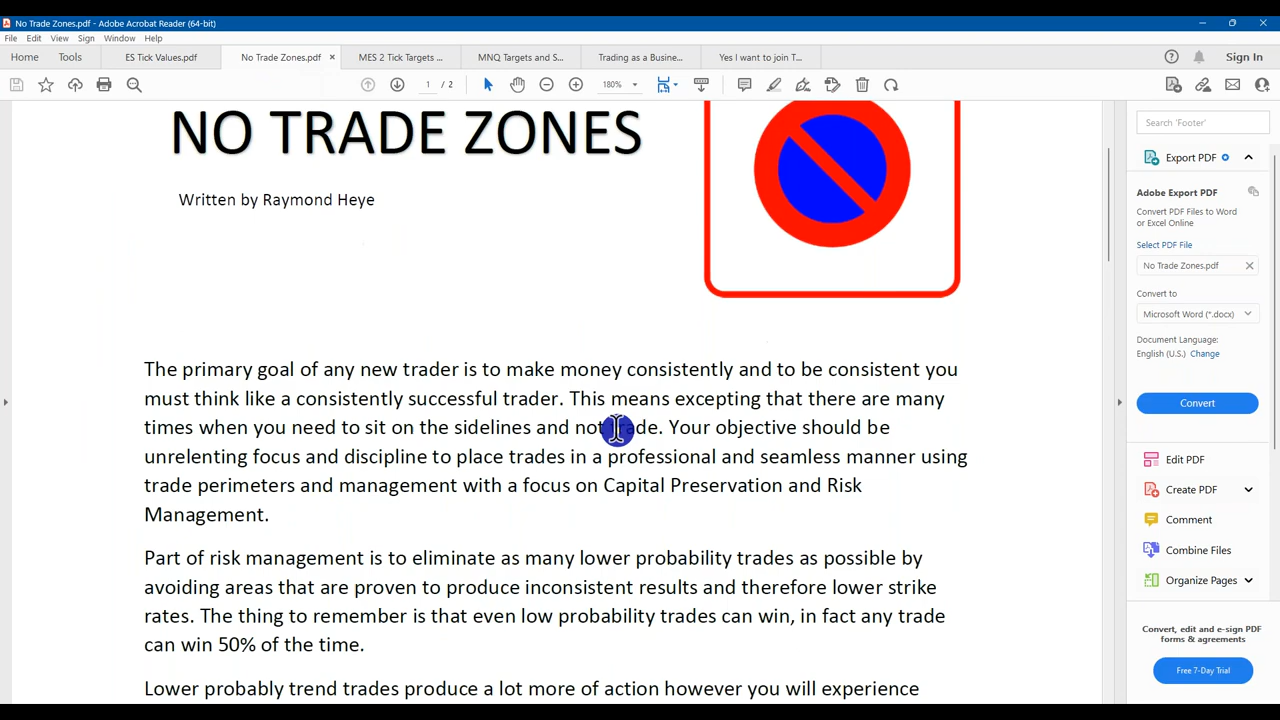 No Trade Zones.pdf - Adobe Acrobat Reader (64-bit)
File Edit View Sign Window Help
Home Tools ES Tick Values.pdf No Trade Zones.pdf × MES 2 Tick Targets ... MNQ Targets and S... Trading as a Busine... Yes I want to join T... Sign In
1 / 2 180%
NO TRADE ZONES
Written by Raymond Heye
The primary goal of any new trader is to make money consistently and to be consistent you
must think like a consistently successful trader. This means excepting that there are many
times when you need to sit on the sidelines and not trade. Your objective should be
unrelenting focus and discipline to place trades in a professional and seamless manner using
trade perimeters and management with a focus on Capital Preservation and Risk
Management.
Part of risk management is to eliminate as many lower probability trades as possible by
avoiding areas that are proven to produce inconsistent results and therefore lower strike
rates. The thing to remember is that even low probability trades can win, in fact any trade
can win 50% of the time.
Lower probably trend trades produce a lot more of action however you will experience
Search 'Footer'
Export PDF
Adobe Export PDF
Convert PDF Files to Word
or Excel Online
Select PDF File
No Trade Zones.pdf
Convert to
Microsoft Word (*.docx)
Document Language:
English (U.S.) Change
Convert
Edit PDF
Create PDF
Comment
Combine Files
Organize Pages
Convert, edit and e-sign PDF
forms & agreements
Free 7-Day Trial